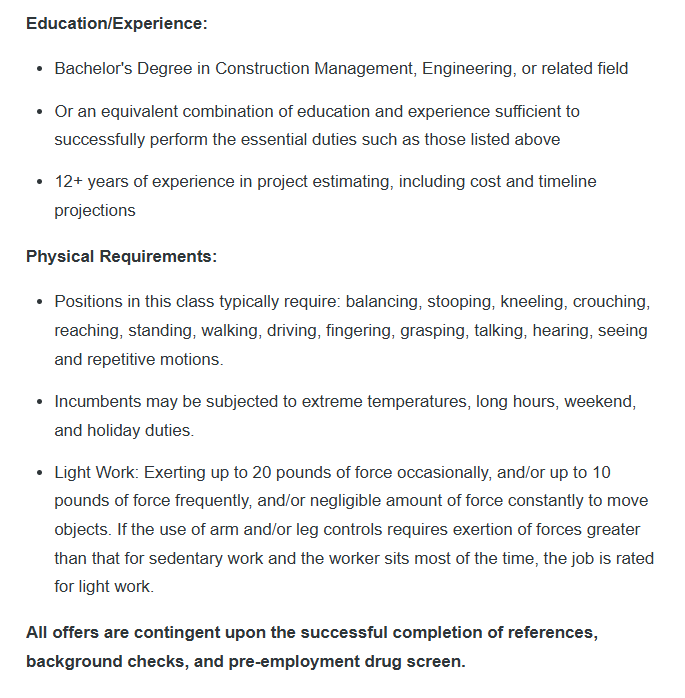 Education/Experience:
• Bachelor's Degree in Construction Management, Engineering, or related field
• Or an equivalent combination of education and experience sufficient to
successfully perform the essential duties such as those listed above
• 12+ years of experience in project estimating, including cost and timeline
projections
Physical Requirements:
• Positions in this class typically require: balancing, stooping, kneeling, crouching,
reaching, standing, walking, driving, fingering, grasping, talking, hearing, seeing
and repetitive motions.
• Incumbents may be subjected to extreme temperatures, long hours, weekend,
and holiday duties.
• Light Work: Exerting up to 20 pounds of force occasionally, and/or up to 10
pounds of force frequently, and/or negligible amount of force constantly to move
objects. If the use of arm and/or leg controls requires exertion of forces greater
than that for sedentary work and the worker sits most of the time, the job is rated
for light work.
All offers are contingent upon the successful completion of references,
background checks, and pre-employment drug screen.